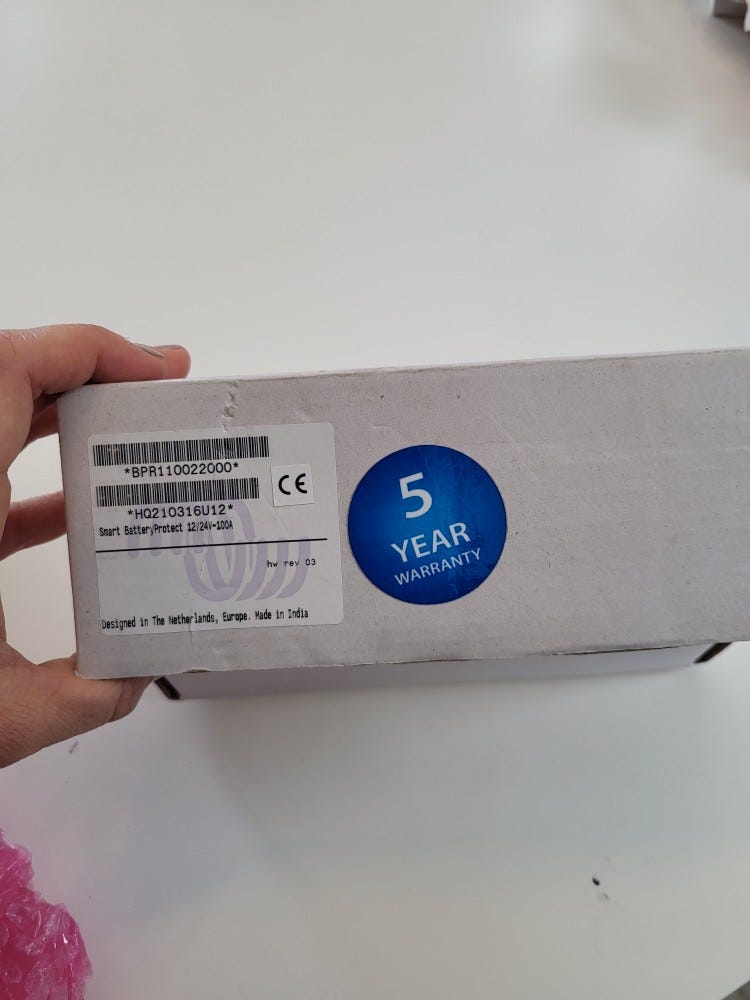 *BPR110022000*
CE
*HQ210316U12*
Smart BatteryProtect 12/24V-100A
hw rev 03
Designed in The Netherlands, Europe. Made in India
5
YEAR
WARRANTY